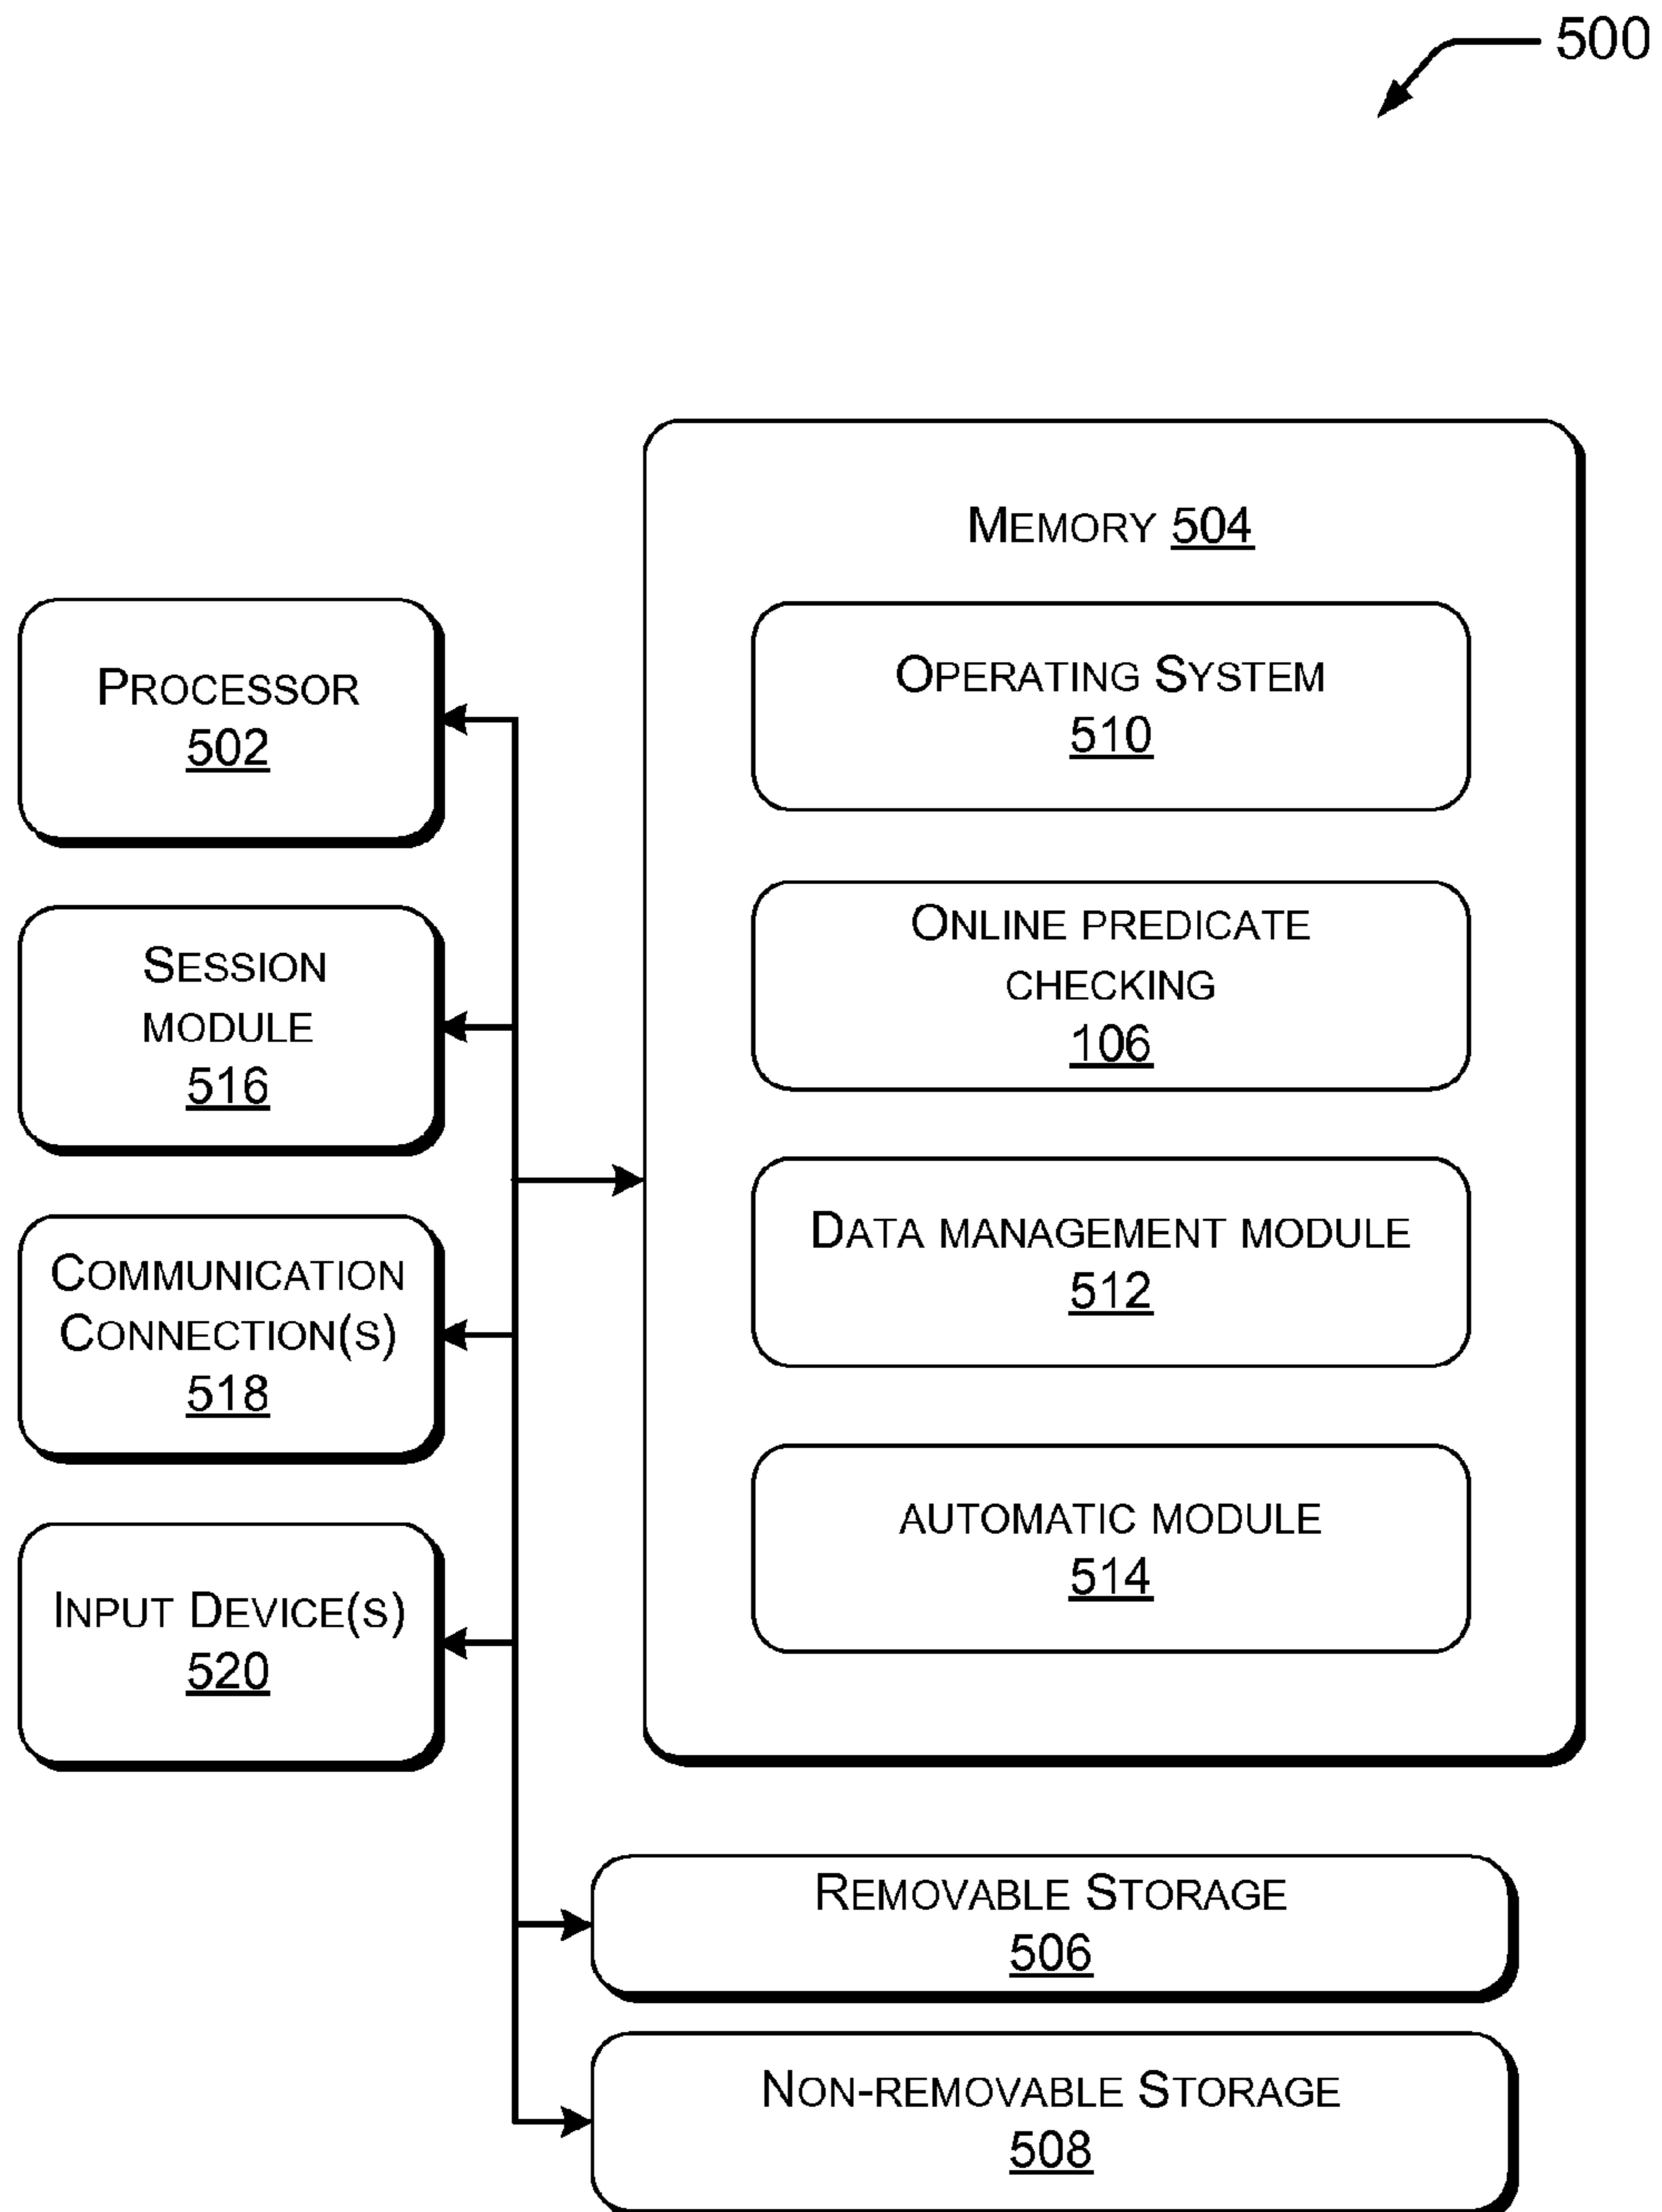 500
MEMORY 504
PROCESSOR
502
OPERATING SYSTEM
510
SESSION
MODULE
516
ONLINE PREDICATE
CHECKING
106
COMMUNICATION
CONNECTION(S)
518
DATA MANAGEMENT MODULE
512
INPUT DEVICE(S)
520
AUTOMATIC MODULE
514
REMOVABLE STORAGE
506
NON-REMOVABLE STORAGE
508